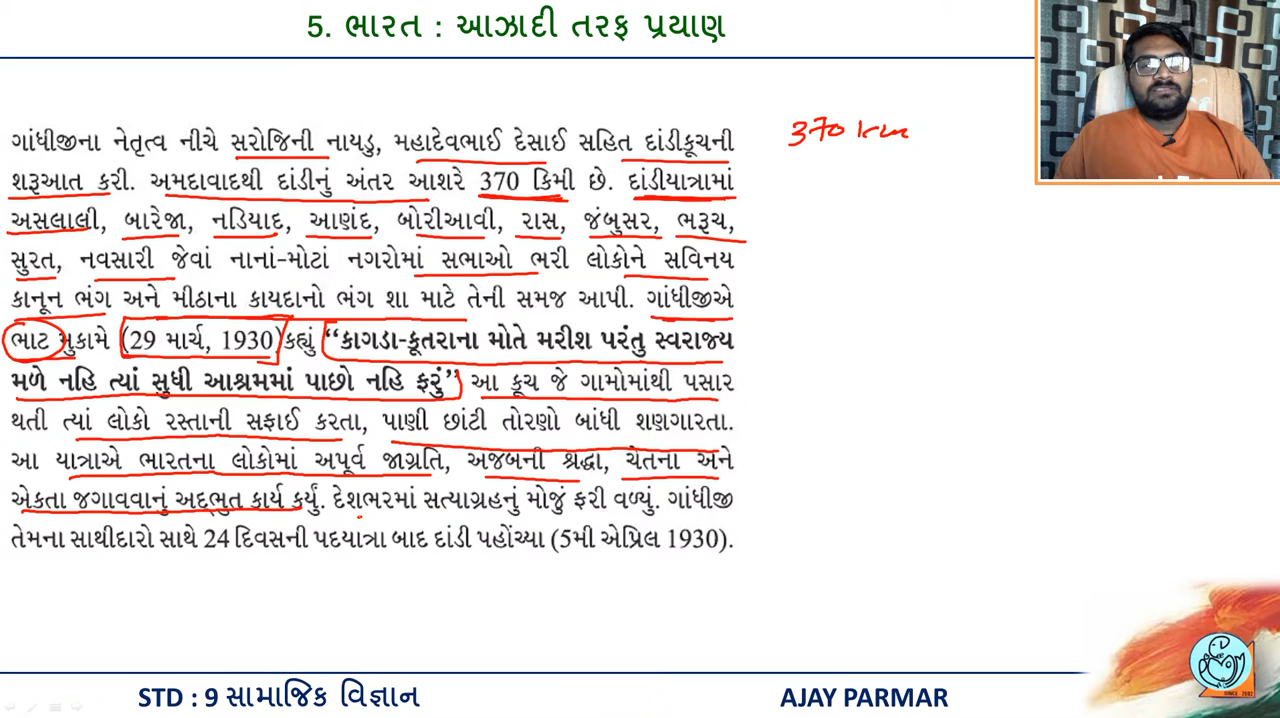 5. ભારત : આઝાદી તરફ પ્રયાણ
370 km
ગાંધીજીના નેતૃત્વ નીચે સરોજિની નાયડુ, મહાદેવભાઈ દેસાઈ સહિત દાંડીકૂચની
શરૂઆત કરી. અમદાવાદથી દાંડીનું અંતર આશરે 370 કિમી છે. દાંડીયાત્રામાં
અસલાલી, બારેજા, નડિયાદ, આણંદ, બોરીઆવી, રાસ, જંબુસર, ભરૂચ,
સુરત, નવસારી જેવાં નાનાં-મોટાં નગરોમાં સભાઓ ભરી લોકોને સવિનય
કાનૂન ભંગ અને મીઠાના કાયદાનો ભંગ શા માટે તેની સમજ આપી. ગાંધીજીએ
ભાટ મુકામે (29 માર્ચ, 1930) કહ્યું “કાગડા-કૂતરાના મોતે મરીશ પરંતુ સ્વરાજ્ય
મળે નહિ ત્યાં સુધી આશ્રમમાં પાછો નહિ ફરું” આ કૂચ જે ગામોમાંથી પસાર
થતી ત્યાં લોકો રસ્તાની સફાઈ કરતા, પાણી છાંટી તોરણો બાંધી શણગારતા.
આ યાત્રાએ ભારતના લોકોમાં અપૂર્વ જાગ્રતિ, અજબની શ્રદ્ધા, ચેતના અને
એકતા જગાવવાનું અદ્ભુત કાર્ય કર્યું. દેશભરમાં સત્યાગ્રહનું મોજું ફરી વળ્યું. ગાંધીજી
તેમના સાથીદારો સાથે 24 દિવસની પદયાત્રા બાદ દાંડી પહોંચ્યા (5મી એપ્રિલ 1930).
STD : 9 સામાજિક વિજ્ઞાન
AJAY PARMAR
SINCE 2002